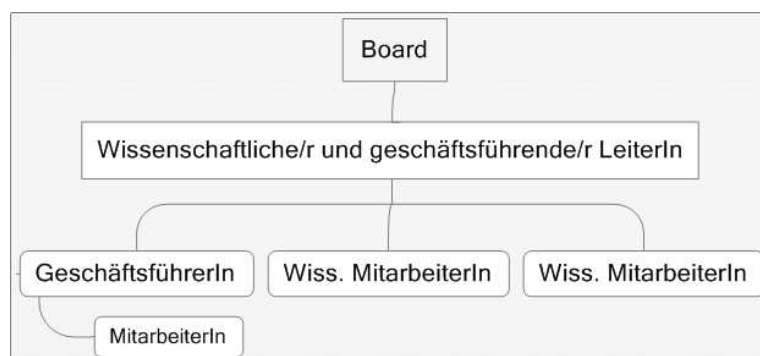 Board
Wissenschaftliche/r und geschäftsführende/r LeiterIn
GeschäftsführerIn
Wiss. MitarbeiterIn
Wiss. MitarbeiterIn
MitarbeiterIn